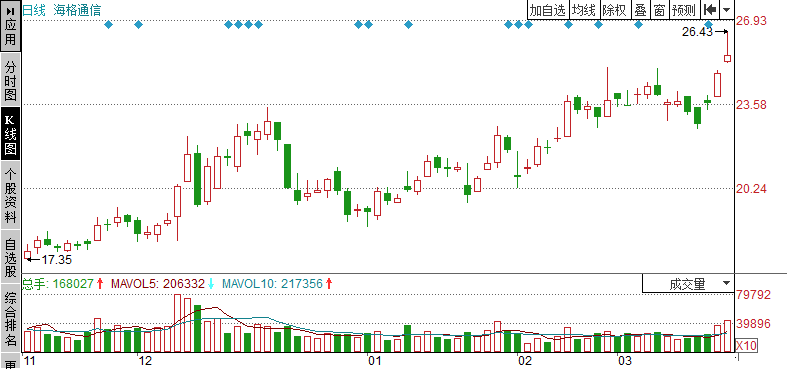 日线 海格通信
加自选 均线 除权 叠 窗 预测
应用
分时图
K线图
个股资料
自选股
综合排名
更
26.93
26.43
23.58
20.24
17.35
总手: 168027 MAVOL5: 206332 MAVOL10: 217356
成交量
79792
39896
X10
11 12 01 02 03